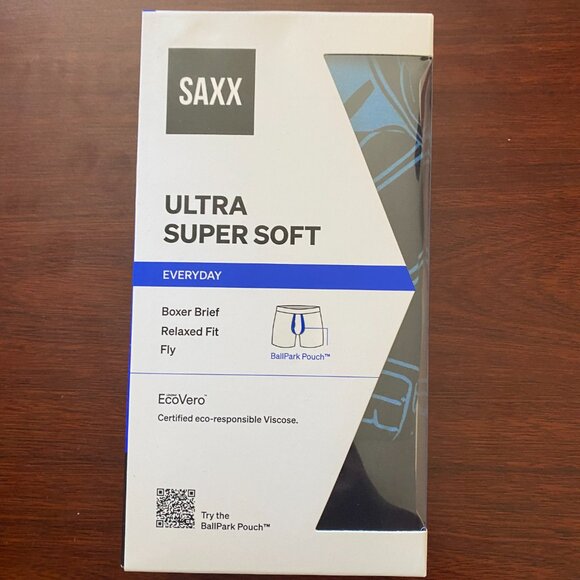 SAXX
ULTRA
SUPER SOFT
EVERYDAY
Boxer Brief
Relaxed Fit
Fly
BallPark Pouch™
EcoVero™
Certified eco-responsible Viscose.
Try the
BallPark Pouch™